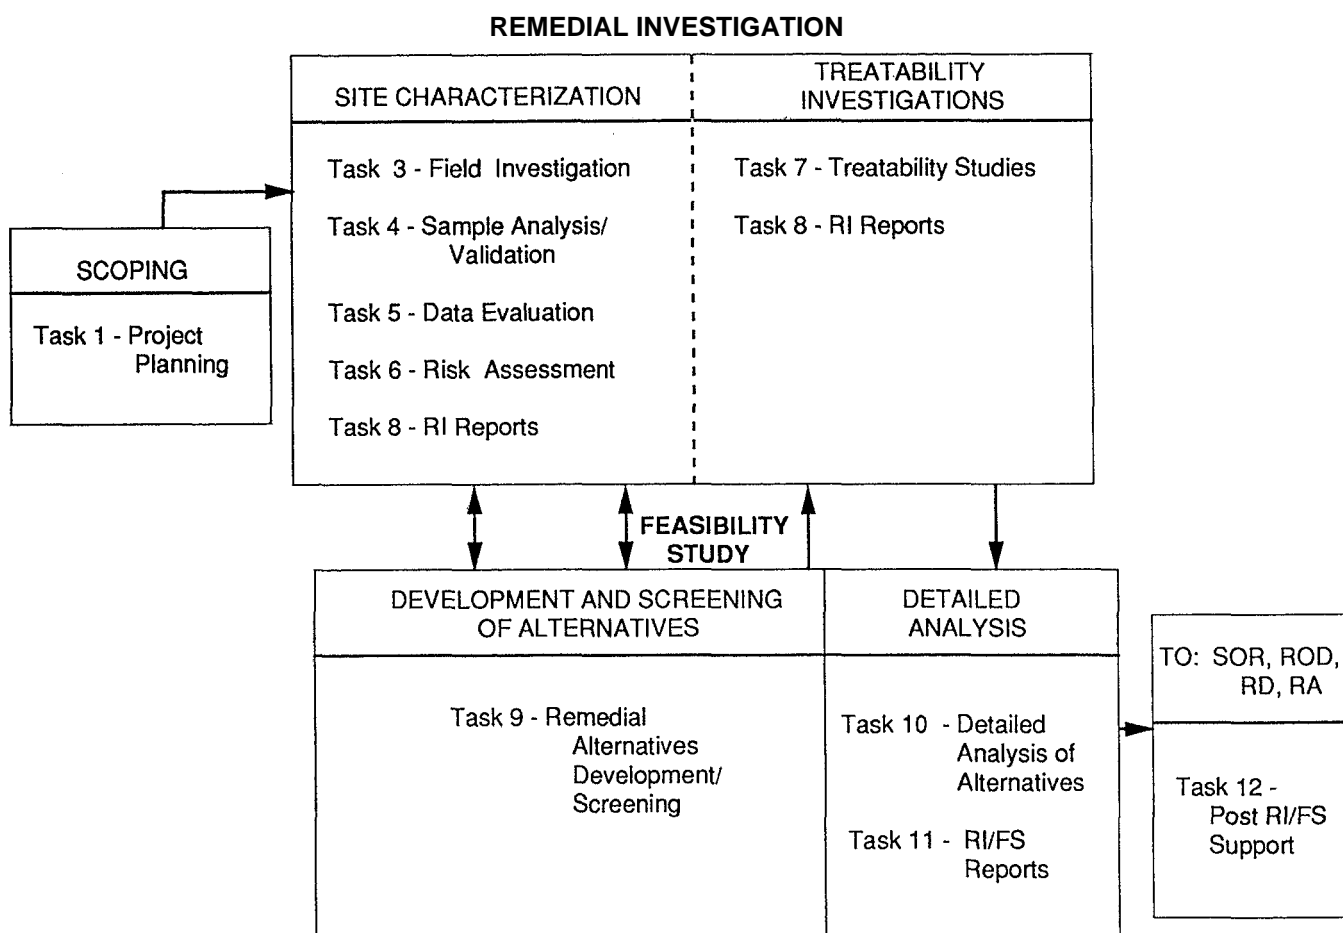 REMEDIAL INVESTIGATION
SITE CHARACTERIZATION
TREATABILITY
INVESTIGATIONS
Task 3 - Field Investigation
Task 4 - Sample Analysis/
Validation
Task 5 - Data Evaluation
Task 6 - Risk Assessment
Task 8 - RI Reports
Task 7 - Treatability Studies
Task 8 - RI Reports
SCOPING
Task 1 - Project
Planning
FEASIBILITY
STUDY
DEVELOPMENT AND SCREENING
OF ALTERNATIVES
Task 9 - Remedial
Alternatives
Development/
Screening
DETAILED
ANALYSIS
Task 10 - Detailed
Analysis of
Alternatives
Task 11 - RI/FS
Reports
TO: SOR, ROD,
RD, RA
Task 12 -
Post RI/FS
Support